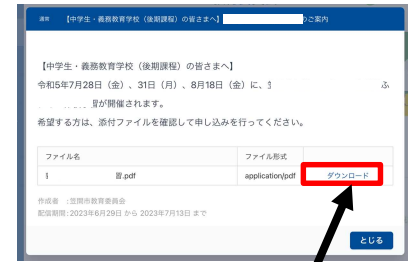 通常 【中学生・義務教育学校（後期課程）の皆さまへ】 のご案内
【中学生・義務教育学校（後期課程）の皆さまへ】
令和5年7月28日（金）、31日（月）、8月18日（金）に、 ふ
習が開催されます。
希望する方は、添付ファイルを確認して申し込みを行ってください。
ファイル名 ファイル形式
習.pdf application/pdf ダウンロード
作成者 : 笠間市教育委員会
配信期間: 2023年6月29日 から 2023年7月13日 まで
とじる